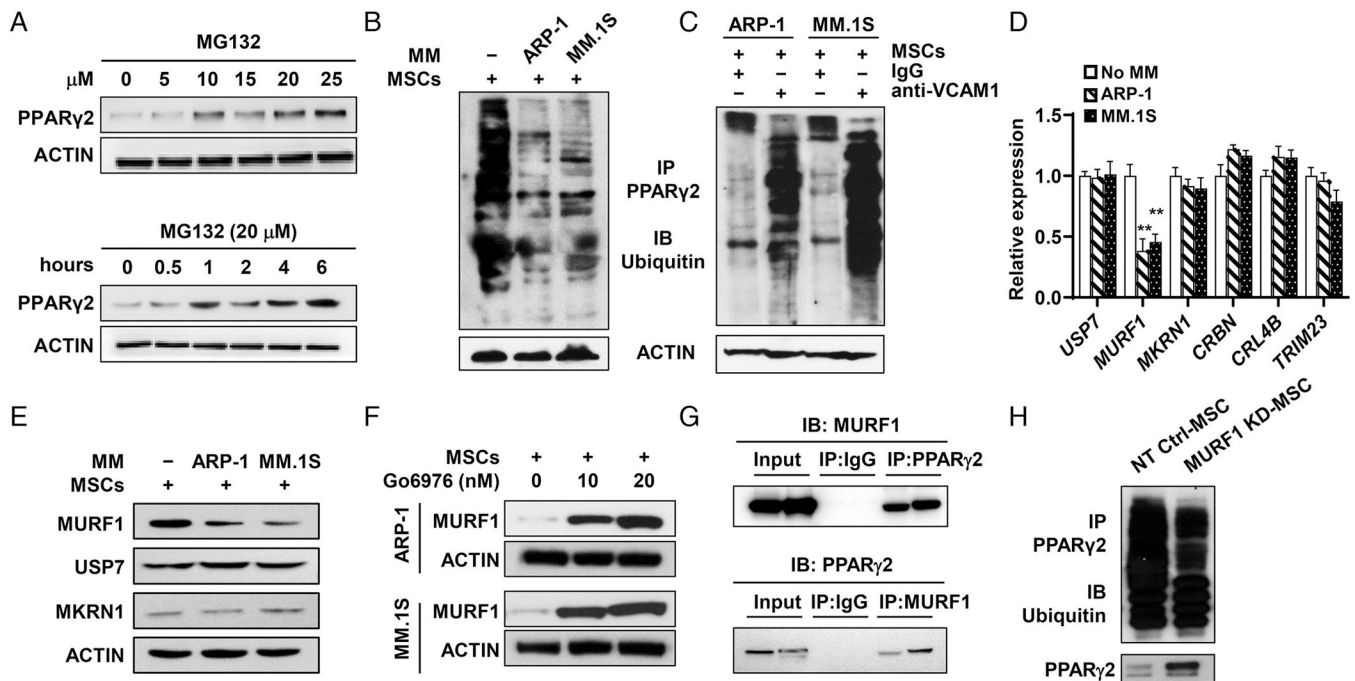 A
MG132
μM 0 5 10 15 20 25
PPARγ2
ACTIN
MG132 (20 μM)
hours 0 0.5 1 2 4 6
PPARγ2
ACTIN
B
MM – ARP-1 MM.1S
MSCs + + +
IP
PPARγ2
IB
Ubiquitin
ACTIN
C
ARP-1 MM.1S
+ + + + MSCs
+ – + – IgG
– + – + anti-VCAM1
D
No MM
ARP-1
MM.1S
Relative expression
1.5
1.0
0.5
0.0
** **
USP7 MURF1 MKRN1 CRBN CRL4B TRIM23
E
MM – ARP-1 MM.1S
MSCs + + +
MURF1
USP7
MKRN1
ACTIN
F
MSCs + + +
Go6976 (nM) 0 10 20
ARP-1
MURF1
ACTIN
MM.1S
MURF1
ACTIN
G
IB: MURF1
Input IP:IgG IP:PPARγ2
IB: PPARγ2
Input IP:IgG IP:MURF1
H
NT Ctrl-MSC MURF1 KD-MSC
IP
PPARγ2
IB
Ubiquitin
PPARγ2